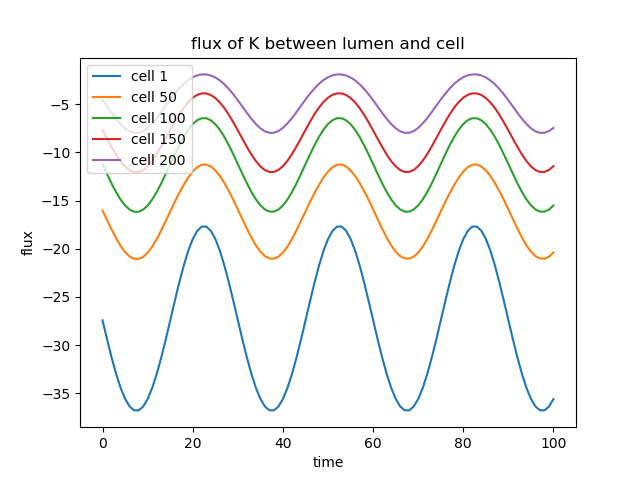 flux of K between lumen and cell
cell 1
cell 50
cell 100
cell 150
cell 200
−5
−10
−15
−20
−25
−30
−35
flux
0 20 40 60 80 100
time